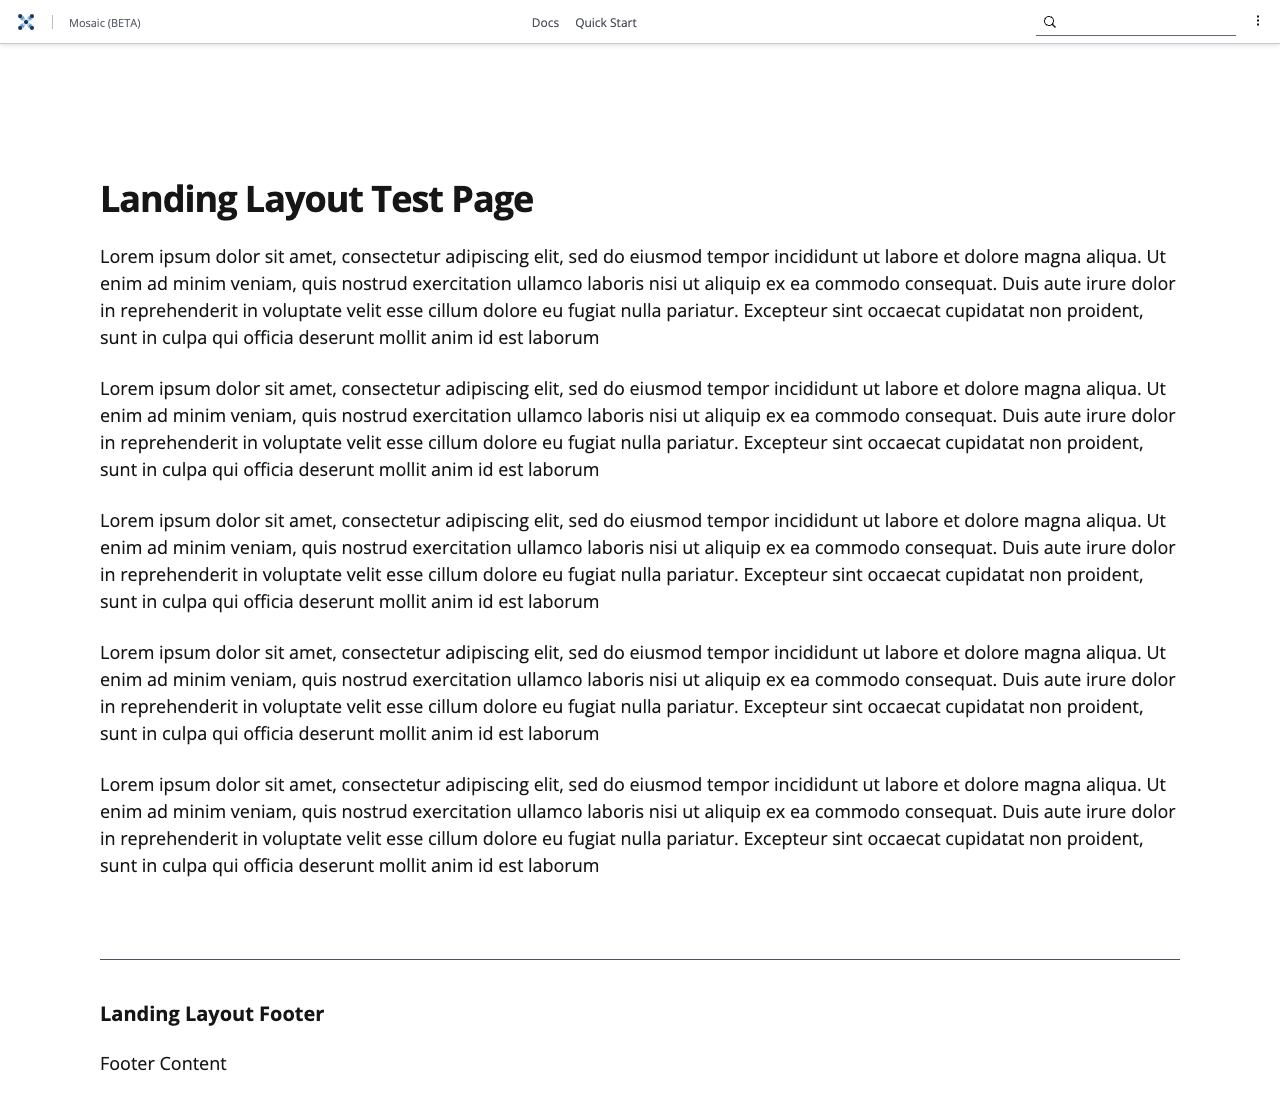 Mosaic (BETA)
Docs
Quick Start
Landing Layout Test Page
Lorem ipsum dolor sit amet, consectetur adipiscing elit, sed do eiusmod tempor incididunt ut labore et dolore magna aliqua. Ut
enim ad minim veniam, quis nostrud exercitation ullamco laboris nisi ut aliquip ex ea commodo consequat. Duis aute irure dolor
in reprehenderit in voluptate velit esse cillum dolore eu fugiat nulla pariatur. Excepteur sint occaecat cupidatat non proident,
sunt in culpa qui officia deserunt mollit anim id est laborum
Lorem ipsum dolor sit amet, consectetur adipiscing elit, sed do eiusmod tempor incididunt ut labore et dolore magna aliqua. Ut
enim ad minim veniam, quis nostrud exercitation ullamco laboris nisi ut aliquip ex ea commodo consequat. Duis aute irure dolor
in reprehenderit in voluptate velit esse cillum dolore eu fugiat nulla pariatur. Excepteur sint occaecat cupidatat non proident,
sunt in culpa qui officia deserunt mollit anim id est laborum
Lorem ipsum dolor sit amet, consectetur adipiscing elit, sed do eiusmod tempor incididunt ut labore et dolore magna aliqua. Ut
enim ad minim veniam, quis nostrud exercitation ullamco laboris nisi ut aliquip ex ea commodo consequat. Duis aute irure dolor
in reprehenderit in voluptate velit esse cillum dolore eu fugiat nulla pariatur. Excepteur sint occaecat cupidatat non proident,
sunt in culpa qui officia deserunt mollit anim id est laborum
Lorem ipsum dolor sit amet, consectetur adipiscing elit, sed do eiusmod tempor incididunt ut labore et dolore magna aliqua. Ut
enim ad minim veniam, quis nostrud exercitation ullamco laboris nisi ut aliquip ex ea commodo consequat. Duis aute irure dolor
in reprehenderit in voluptate velit esse cillum dolore eu fugiat nulla pariatur. Excepteur sint occaecat cupidatat non proident,
sunt in culpa qui officia deserunt mollit anim id est laborum
Lorem ipsum dolor sit amet, consectetur adipiscing elit, sed do eiusmod tempor incididunt ut labore et dolore magna aliqua. Ut
enim ad minim veniam, quis nostrud exercitation ullamco laboris nisi ut aliquip ex ea commodo consequat. Duis aute irure dolor
in reprehenderit in voluptate velit esse cillum dolore eu fugiat nulla pariatur. Excepteur sint occaecat cupidatat non proident,
sunt in culpa qui officia deserunt mollit anim id est laborum
Landing Layout Footer
Footer Content